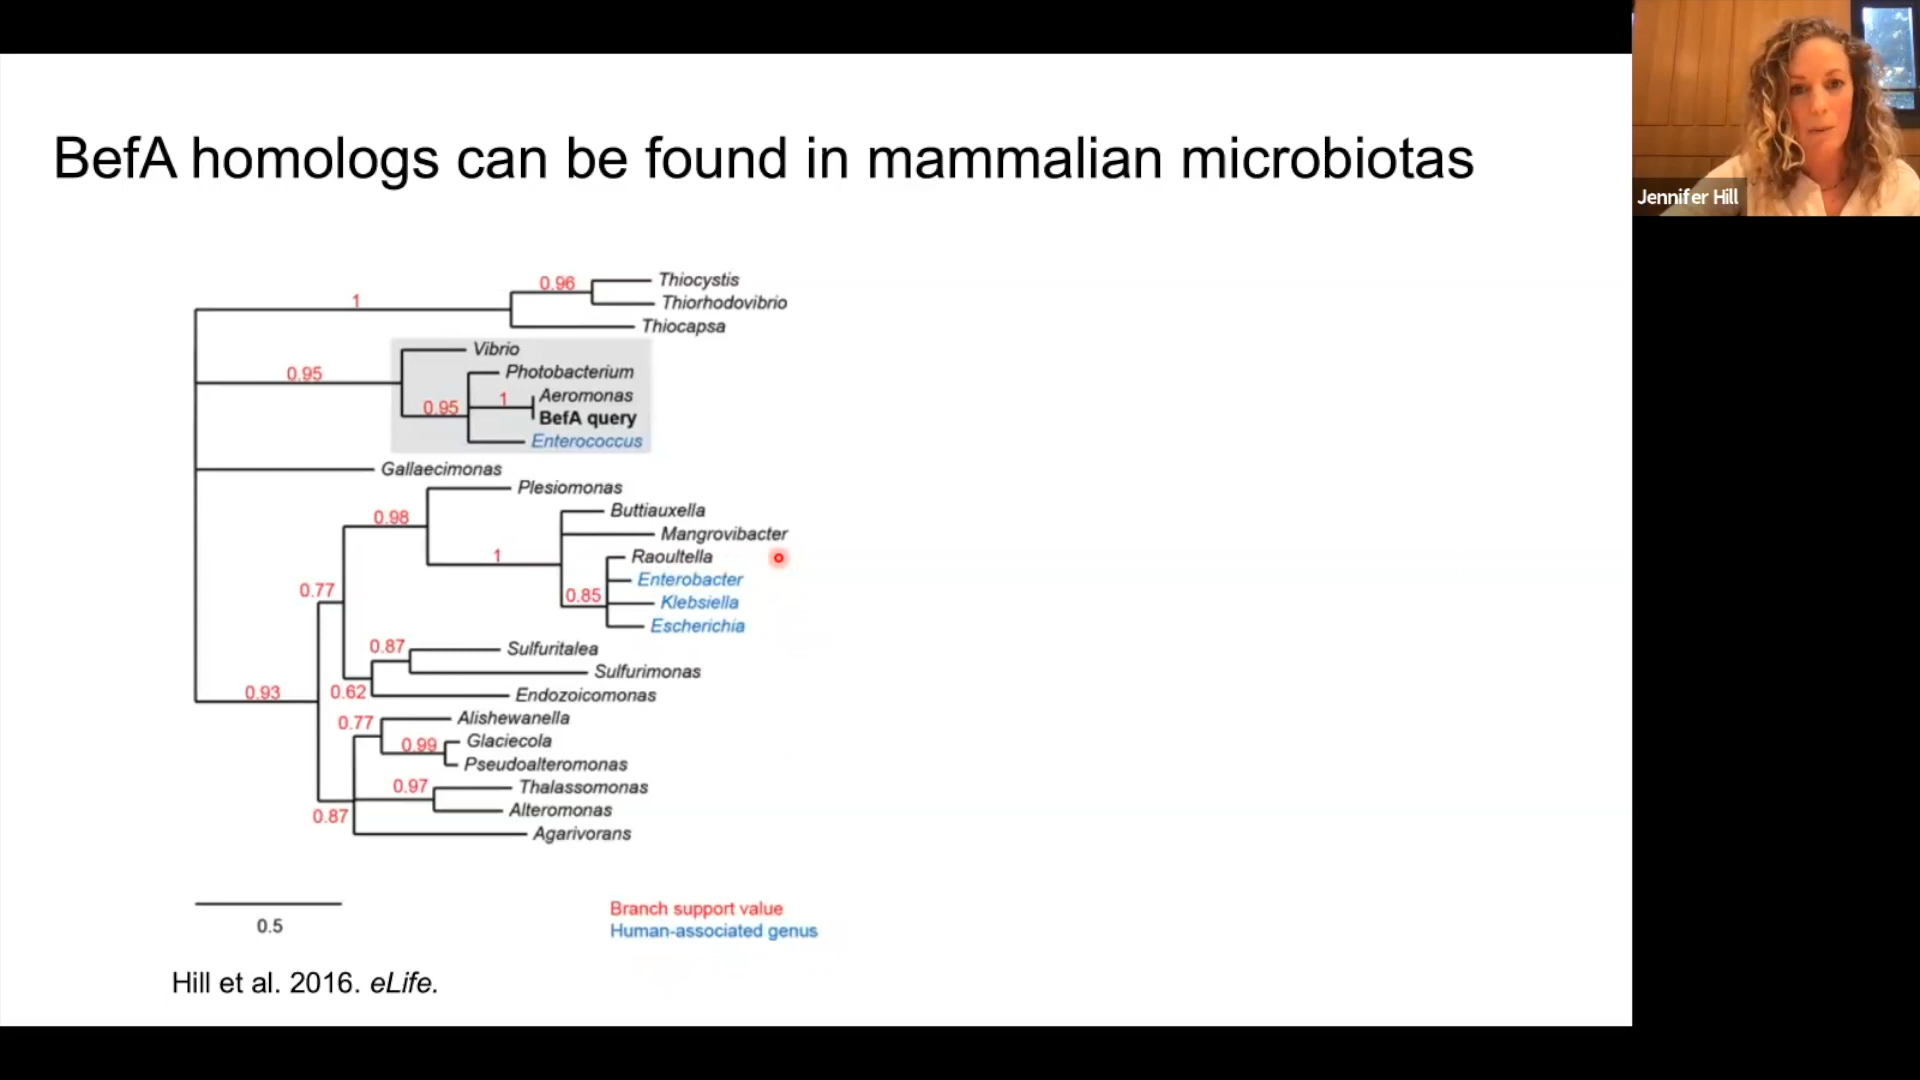 BefA homologs can be found in mammalian microbiotas
Jennifer Hill
0.96
Thiocystis
1
Thiorhodovibrio
Thiocapsa
Vibrio
0.95
Photobacterium
1
Aeromonas
0.95
BefA query
Enterococcus
Gallaecimonas
Plesiomonas
0.98
Buttiauxella
Mangrovibacter
1
Raoultella
Enterobacter
0.77
0.85
Klebsiella
Escherichia
0.87
Sulfuritalea
Sulfurimonas
0.93
0.62
Endozoicomonas
0.77
Alishewanella
0.99
Glaciecola
Pseudoalteromonas
0.97
Thalassomonas
0.87
Alteromonas
Agarivorans
0.5
Branch support value
Human-associated genus
Hill et al. 2016. eLife.